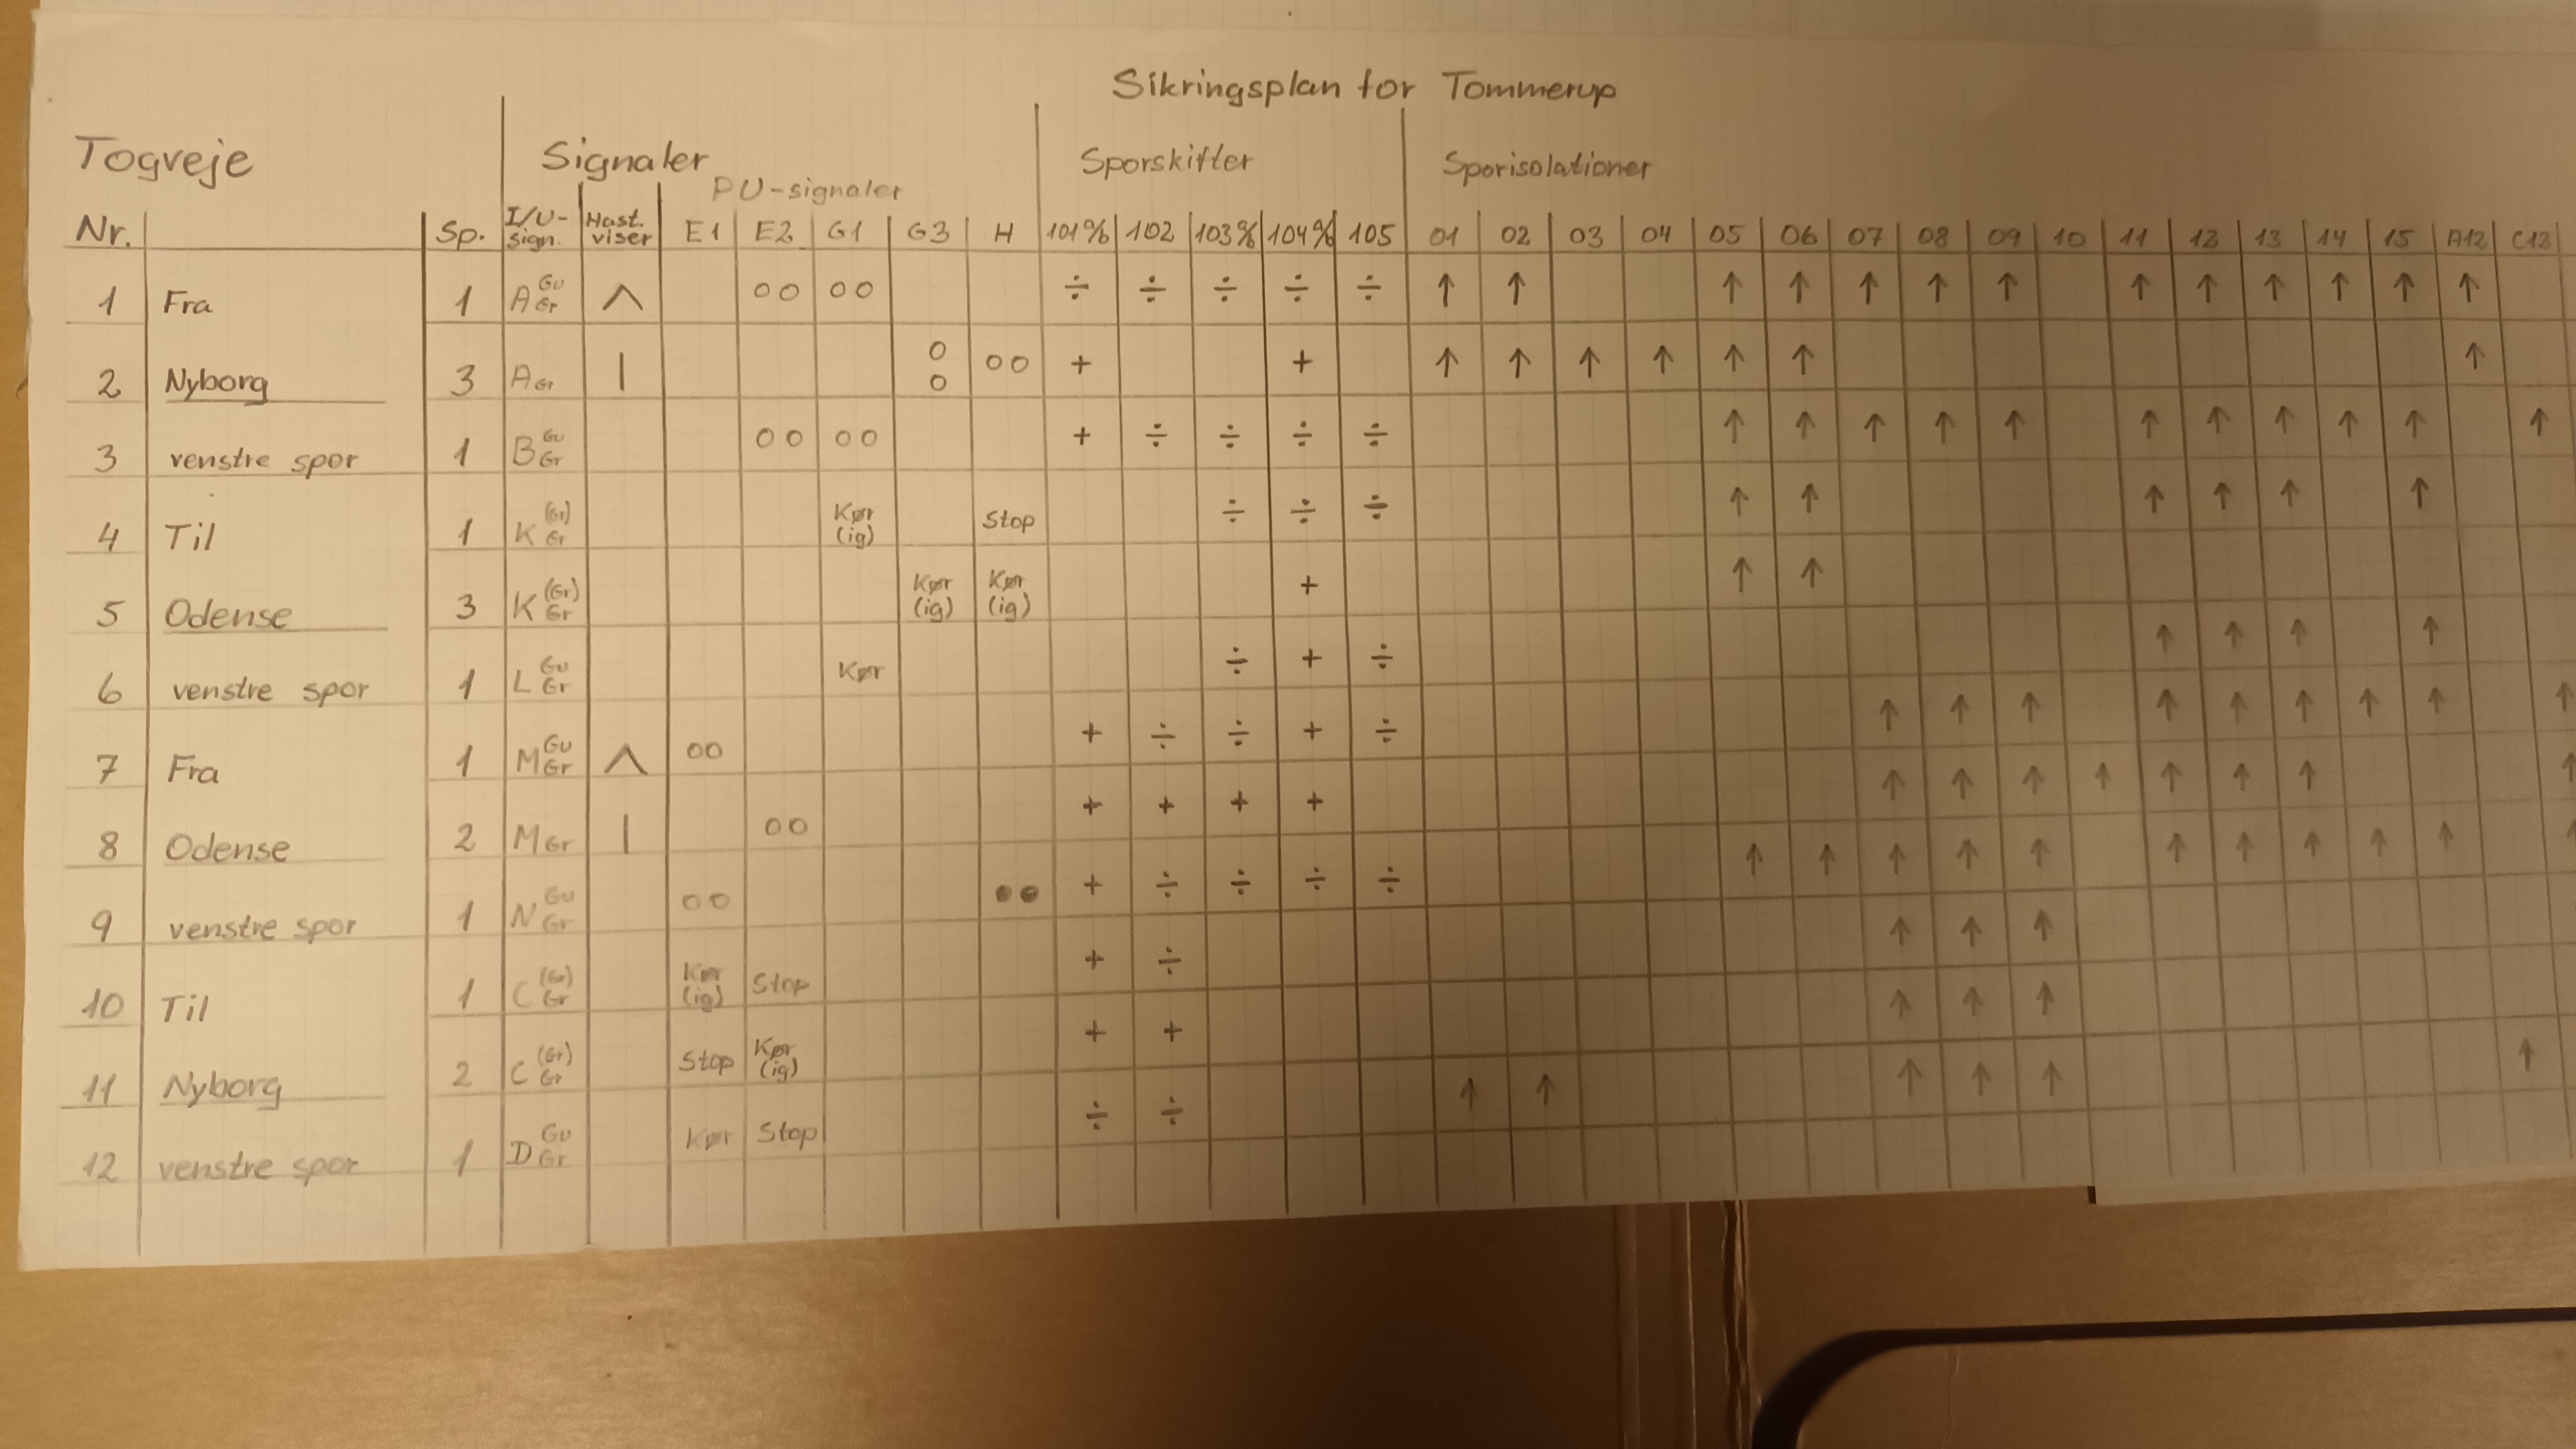 Sikringsplan for Tommerup
Togveje Signaler Sporskifter Sporisolationer
PU-signaler
Nr. Sp. I/U-sign. Hast. viser E1 E2 G1 G3 H 101% 102 103% 104% 105 01 02 03 04 05 06 07 08 09 10 11 12 13 14 15 A12 C12
1 Fra 1 A Gu Gr ∧ oo oo ÷ ÷ ÷ ÷ ÷ ↑ ↑ ↑ ↑ ↑ ↑ ↑ ↑ ↑ ↑ ↑ ↑ ↑
2 Nyborg 3 A Gr | o o oo + + ↑ ↑ ↑ ↑ ↑ ↑ ↑
3 venstre spor 1 B Gu Gr oo oo + ÷ ÷ ÷ ÷ ↑ ↑ ↑ ↑ ↑ ↑ ↑ ↑ ↑ ↑ ↑
4 Til 1 K (Gr) Gr Kør (ig) Stop ÷ ÷ ÷ ↑ ↑ ↑ ↑ ↑ ↑
5 Odense 3 K (Gr) Gr Kør (ig) Kør (ig) + ↑ ↑
6 venstre spor 1 L Gu Gr Kør ÷ + ÷ ↑ ↑ ↑ ↑
7 Fra 1 M Gu Gr ∧ oo + ÷ ÷ + ÷ ↑ ↑ ↑ ↑ ↑ ↑ ↑ ↑ ↑
8 Odense 2 M Gr | oo + + + + ↑ ↑ ↑ ↑ ↑ ↑ ↑ ↑
9 venstre spor 1 N Gu Gr oo ●● + ÷ ÷ ÷ ÷ ↑ ↑ ↑ ↑ ↑ ↑ ↑ ↑ ↑ ↑ ↑
10 Til 1 C (Gr) Gr Kør (ig) Stop + ÷ ↑ ↑ ↑
11 Nyborg 2 C (Gr) Gr Stop Kør (ig) + + ↑ ↑ ↑
12 venstre spor 1 D Gu Gr Kør Stop ÷ ÷ ↑ ↑ ↑ ↑ ↑ ↑